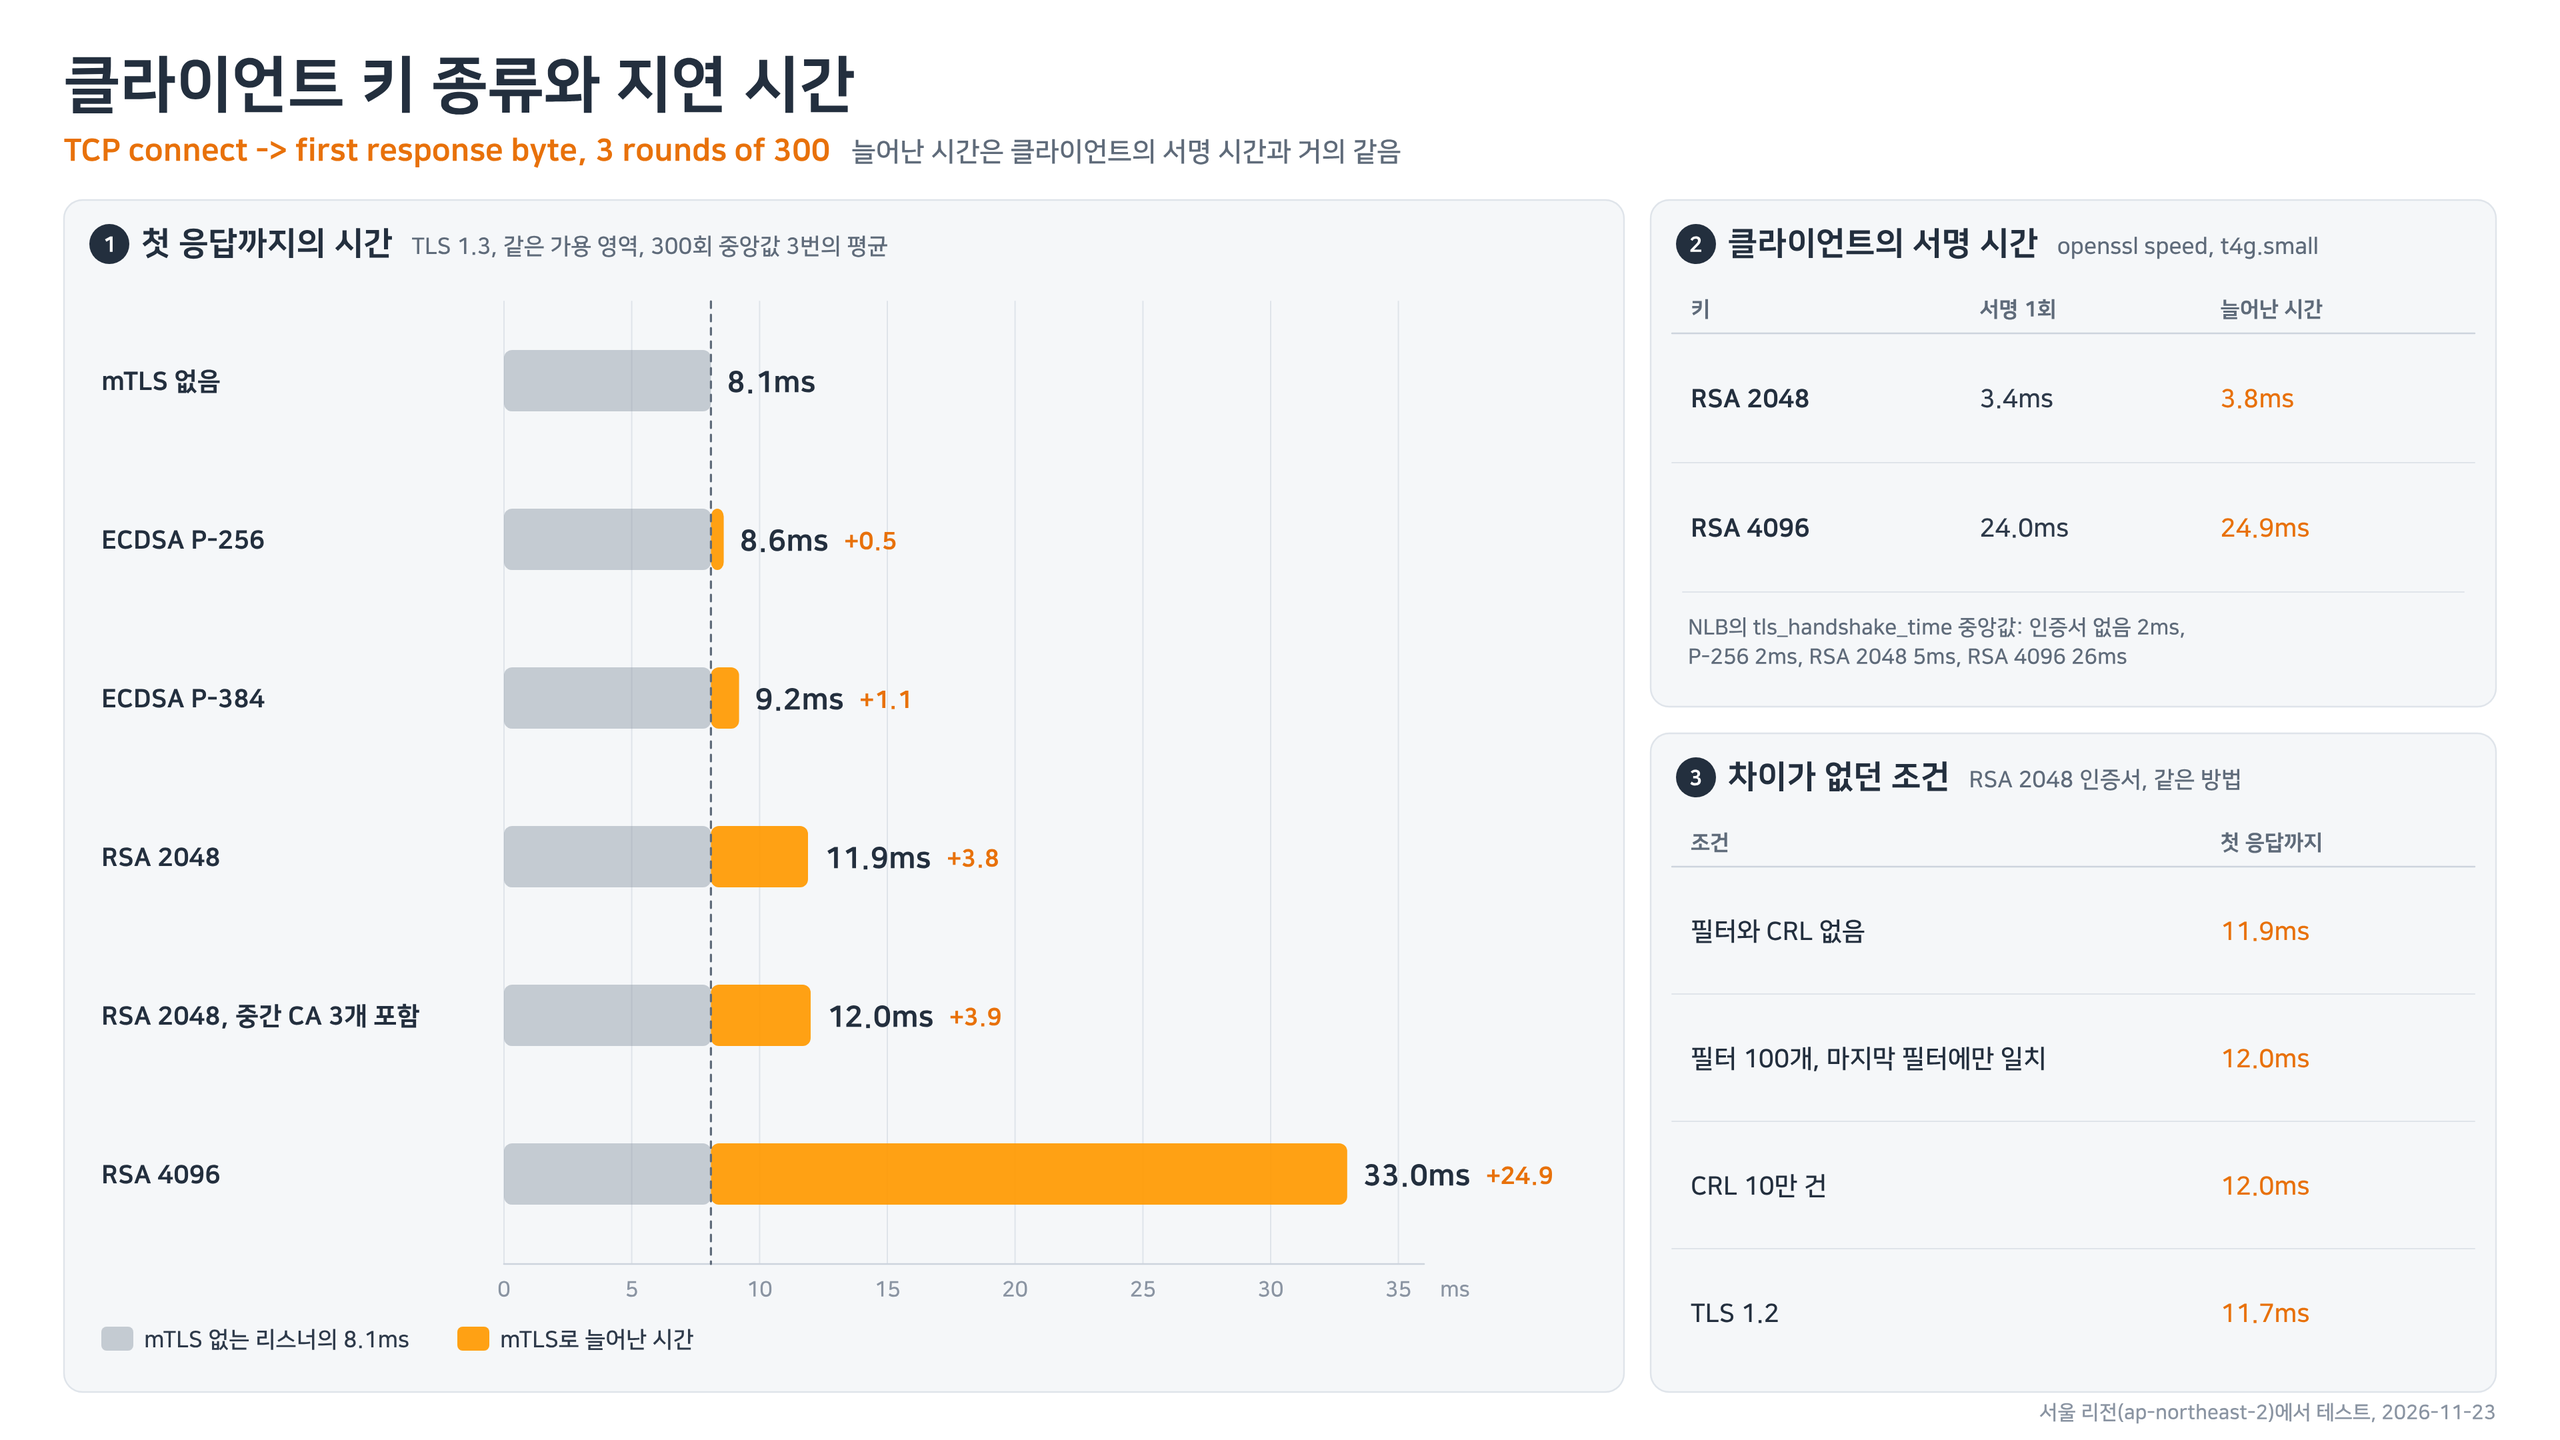 클라이언트 키 종류와 지연 시간
TCP connect -> first response byte, 3 rounds of 300 늘어난 시간은 클라이언트의 서명 시간과 거의 같음
1 첫 응답까지의 시간 TLS 1.3, 같은 가용 영역, 300회 중앙값 3번의 평균
mTLS 없음 8.1ms
ECDSA P-256 8.6ms +0.5
ECDSA P-384 9.2ms +1.1
RSA 2048 11.9ms +3.8
RSA 2048, 중간 CA 3개 포함 12.0ms +3.9
RSA 4096 33.0ms +24.9
0 5 10 15 20 25 30 35 ms
mTLS 없는 리스너의 8.1ms mTLS로 늘어난 시간
2 클라이언트의 서명 시간 openssl speed, t4g.small
키 서명 1회 늘어난 시간
RSA 2048 3.4ms 3.8ms
RSA 4096 24.0ms 24.9ms
NLB의 tls_handshake_time 중앙값: 인증서 없음 2ms,
P-256 2ms, RSA 2048 5ms, RSA 4096 26ms
3 차이가 없던 조건 RSA 2048 인증서, 같은 방법
조건 첫 응답까지
필터와 CRL 없음 11.9ms
필터 100개, 마지막 필터에만 일치 12.0ms
CRL 10만 건 12.0ms
TLS 1.2 11.7ms
서울 리전(ap-northeast-2)에서 테스트, 2026-11-23